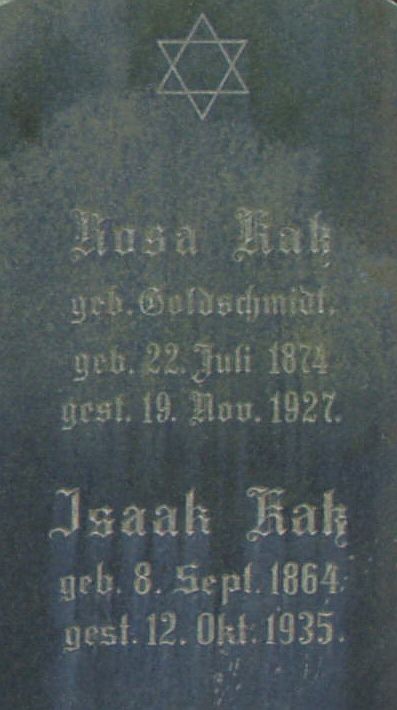 Rosa Katz
geb. Goldschmidt.
geb. 22. Juli 1874
gest. 19. Nov. 1927.
Isaak Katz
geb. 8. Sept. 1864.
gest. 12. Okt. 1935.